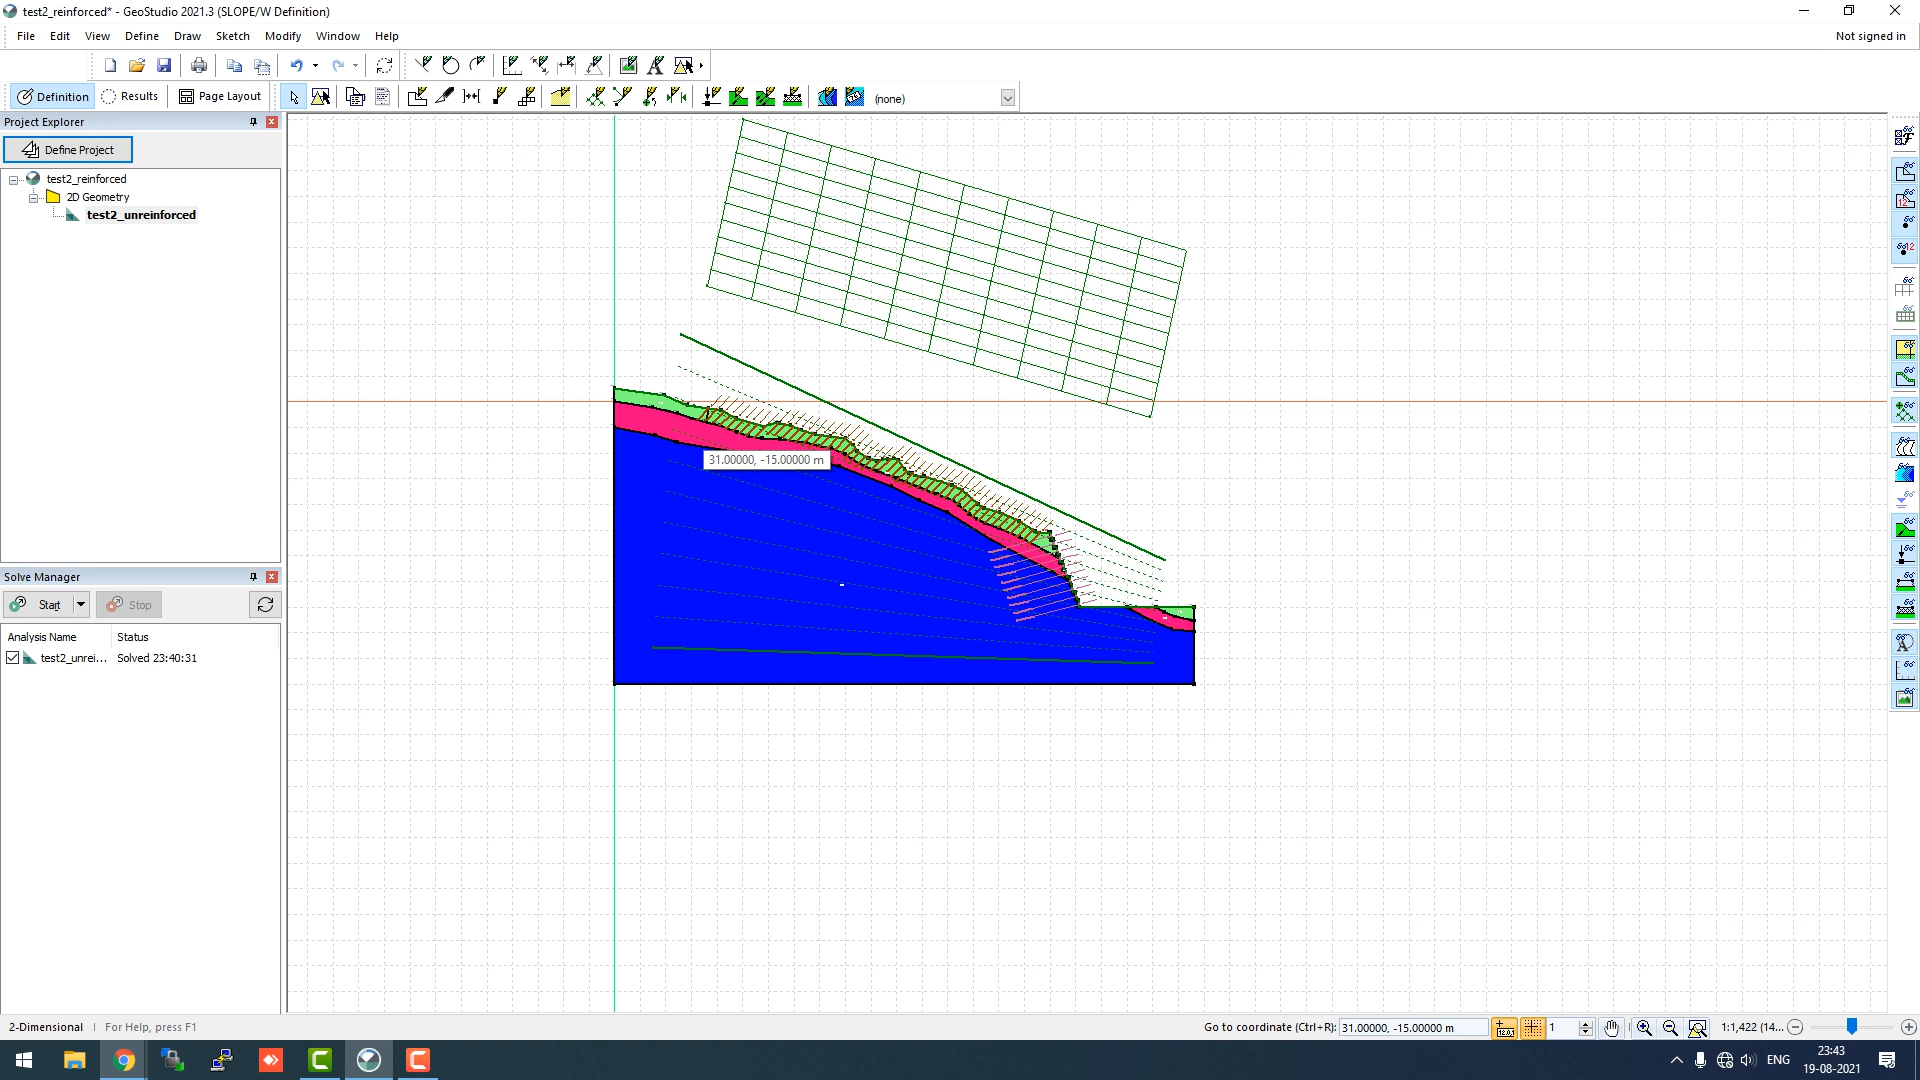 test2_reinforced* - GeoStudio 2021.3 (SLOPE/W Definition)
File Edit View Define Draw Sketch Modify Window Help
Not signed in
Definition Results Page Layout
(none)
Project Explorer
Define Project
test2_reinforced
2D Geometry
test2_unreinforced
31.00000, -15.00000 m
Solve Manager
Start Stop
Analysis Name Status
test2_unrei... Solved 23:40:31
2-Dimensional For Help, press F1
Go to coordinate (Ctrl+R): 31.00000, -15.00000 m
1
1:1,422 (14...
ENG
23:43
19-08-2021